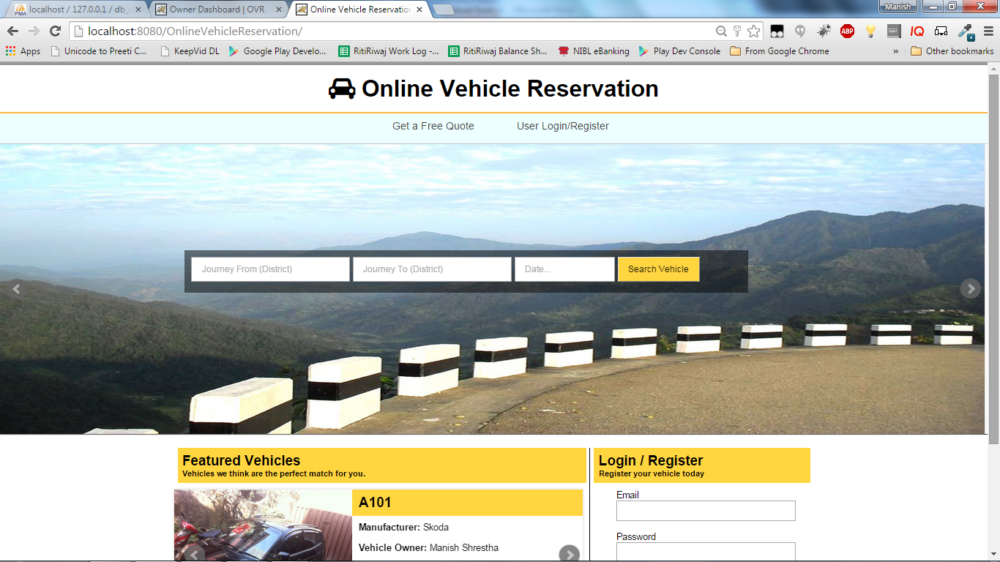 localhost / 127.0.0.1 / db_
Owner Dashboard | OVR
Online Vehicle Reservatio
Manish
localhost:8080/OnlineVehicleReservation/
ABP
IQ
Apps
Unicode to Preeti C...
KeepVid DL
Google Play Develo...
RitiRiwaj Work Log -...
RitiRiwaj Balance Sh...
NIBL eBanking
Play Dev Console
From Google Chrome
»
Other bookmarks
Online Vehicle Reservation
Get a Free Quote
User Login/Register
Journey From (District)
Journey To (District)
Date...
Search Vehicle
Featured Vehicles
Vehicles we think are the perfect match for you.
A101
Manufacturer: Skoda
Vehicle Owner: Manish Shrestha
Login / Register
Register your vehicle today
Email
Password